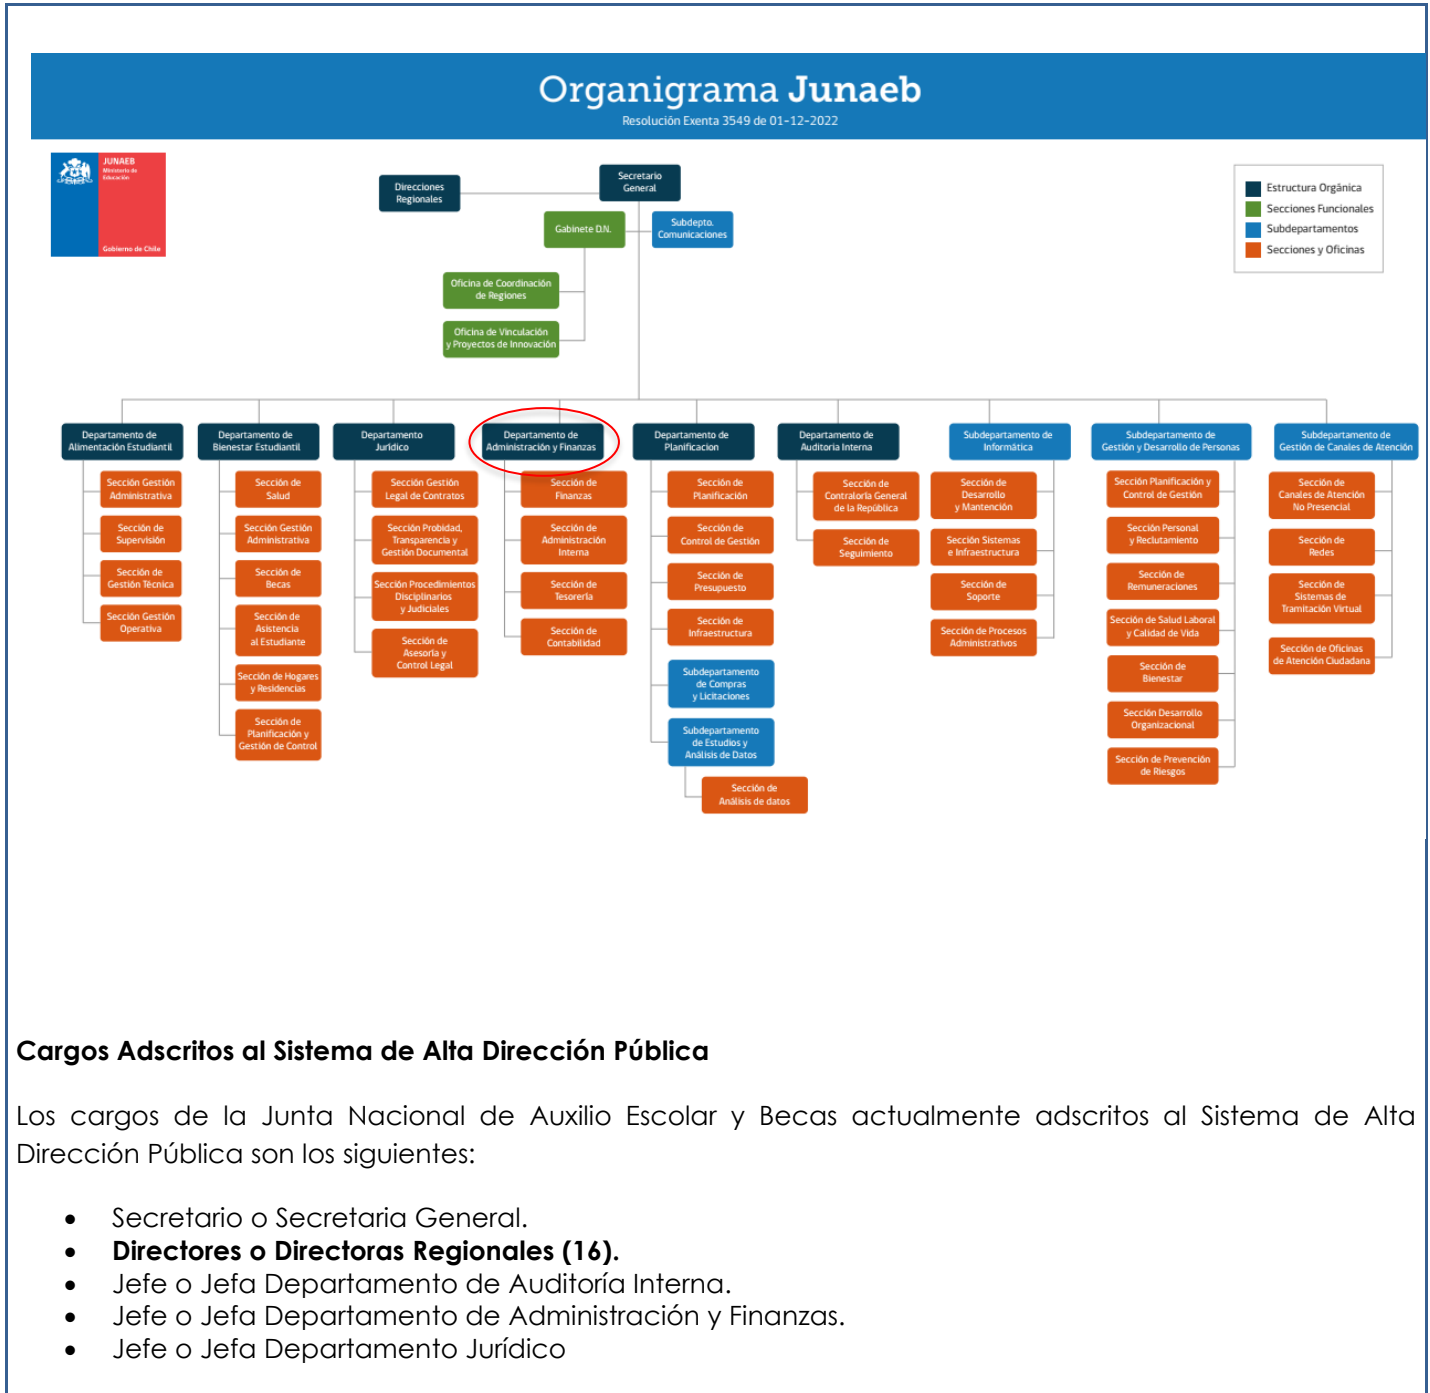 Organigrama Junaeb
Resolución Exenta 3549 de 01-12-2022
JUNAEB
Ministerio de
Educación
Gobierno de Chile
Direcciones
Regionales
Secretario
General
Gabinete D.N.
Subdepto.
Comunicaciones
Oficina de Coordinación
de Regiones
Oficina de Vinculación
y Proyectos de Innovación
Estructura Orgánica
Secciones Funcionales
Subdepartamentos
Secciones y Oficinas
Departamento de
Alimentación Estudiantil
Sección Gestión
Administrativa
Sección de
Supervisión
Sección de
Gestión Técnica
Sección Gestión
Operativa
Departamento de
Bienestar Estudiantil
Sección de
Salud
Sección Gestión
Administrativa
Sección de
Becas
Sección de
Asistencia
al Estudiante
Sección de Hogares
y Residencias
Sección de
Planificación y
Gestión de Control
Departamento
Jurídico
Sección Gestión
Legal de Contratos
Sección Probidad,
Transparencia y
Gestión Documental
Sección Procedimientos
Disciplinarios
y Judiciales
Sección de
Asesoría y
Control Legal
Departamento de
Administración y Finanzas
Sección de
Finanzas
Sección de
Administración
Interna
Sección de
Tesorería
Sección de
Contabilidad
Departamento de
Planificacion
Sección de
Planificación
Sección de
Control de Gestión
Sección de
Presupuesto
Sección de
Infraestructura
Subdepartamento
de Compras
y Licitaciones
Subdepartamento
de Estudios y
Análisis de Datos
Sección de
Análisis de datos
Departamento de
Auditoría Interna
Sección de
Contraloría General
de la República
Sección de
Seguimiento
Subdepartamento de
Informática
Sección de
Desarrollo
y Mantención
Sección Sistemas
e Infraestructura
Sección de
Soporte
Sección de Procesos
Administrativos
Subdepartamento de
Gestión y Desarrollo de Personas
Sección Planificación y
Control de Gestión
Sección Personal
y Reclutamiento
Sección de
Remuneraciones
Sección de Salud Laboral
y Calidad de Vida
Sección de
Bienestar
Sección Desarrollo
Organizacional
Sección de Prevención
de Riesgos
Subdepartamento de
Gestión de Canales de Atención
Sección de
Canales de Atención
No Presencial
Sección de
Redes
Sección de
Sistemas de
Tramitación Virtual
Sección de Oficinas
de Atención Ciudadana
Cargos Adscritos al Sistema de Alta Dirección Pública
Los cargos de la Junta Nacional de Auxilio Escolar y Becas actualmente adscritos al Sistema de Alta
Dirección Pública son los siguientes:
• Secretario o Secretaria General.
• Directores o Directoras Regionales (16).
• Jefe o Jefa Departamento de Auditoría Interna.
• Jefe o Jefa Departamento de Administración y Finanzas.
• Jefe o Jefa Departamento Jurídico